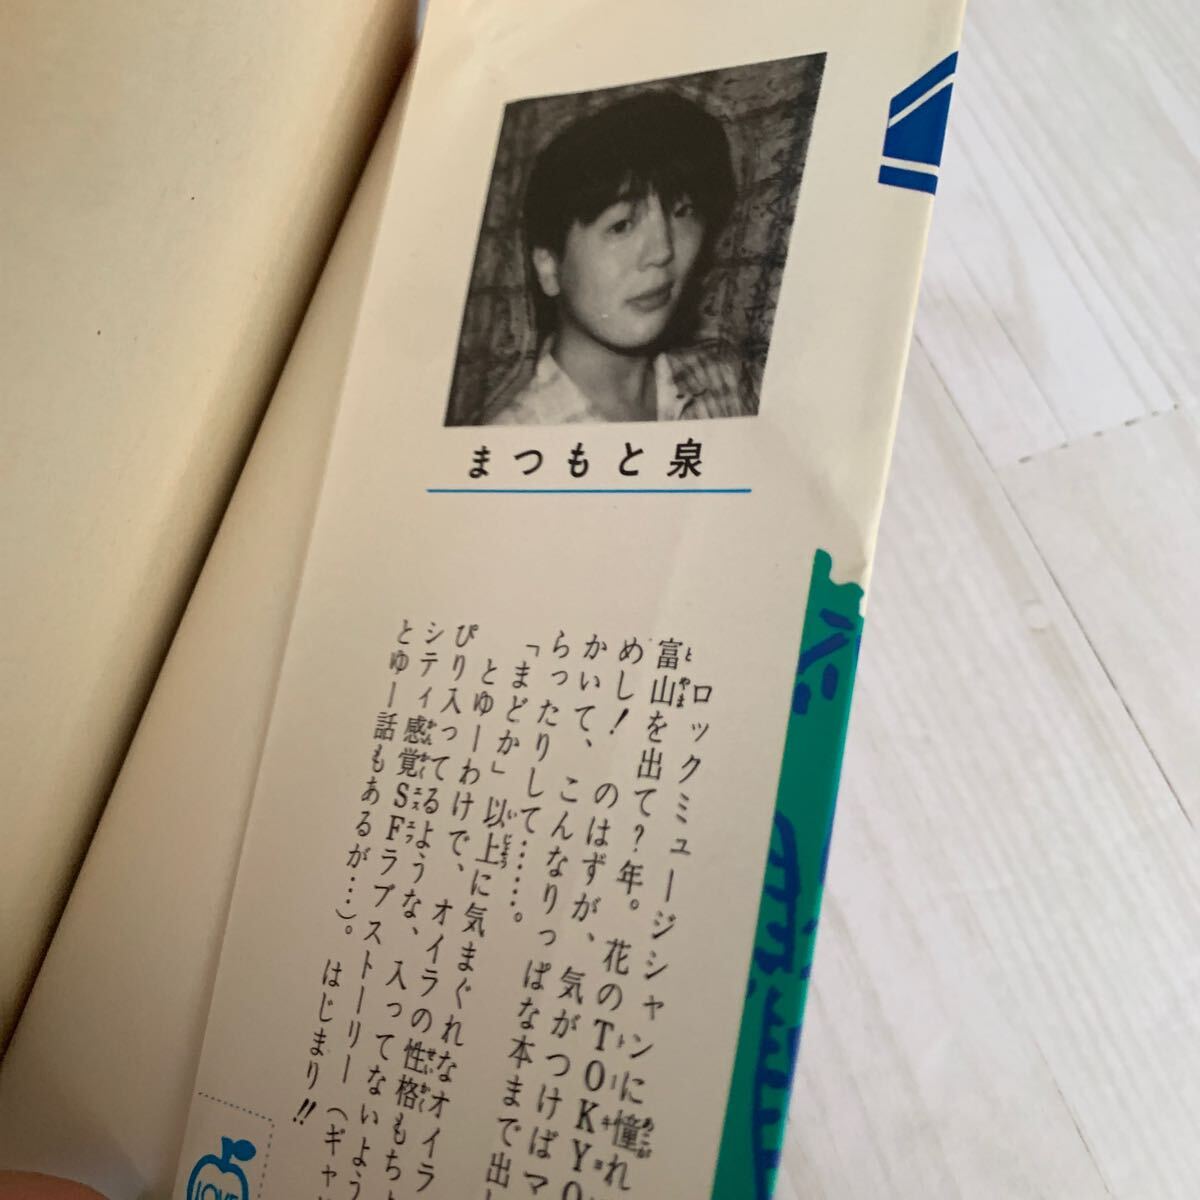 まつもと泉
ロックミュージシャンに憧れ
富山を出て?年。花のTOKYO
めし! のはずが、気がつけばマ
かいて、こんなりっぱな本まで出し
らったりして……。
「まどか」以上に気まぐれなオイラ
とゆーわけで、オイラの性格もちょ
ぴり入ってるような、入ってないよう
シティ感覚SFラブストーリー(ギャ
とゆー話もあるが…)。はじまり!!
LOVE